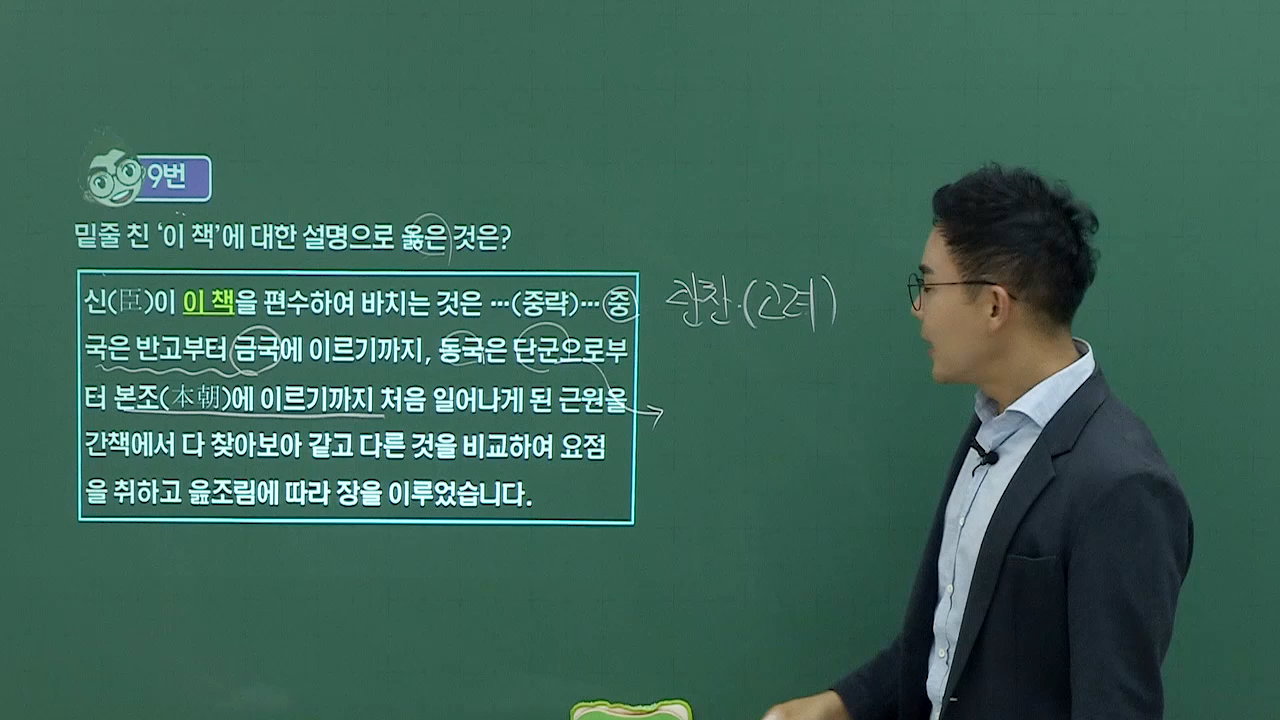 9번
밑줄 친 ‘이 책’에 대한 설명으로 옳은 것은?
신(臣)이 이 책을 편수하여 바치는 것은 …(중략)… 중
국은 반고부터 금국에 이르기까지, 동국은 단군으로부
터 본조(本朝)에 이르기까지 처음 일어나게 된 근원을
간책에서 다 찾아보아 같고 다른 것을 비교하여 요점
을 취하고 읊조림에 따라 장을 이루었습니다.
관찬·(고려)